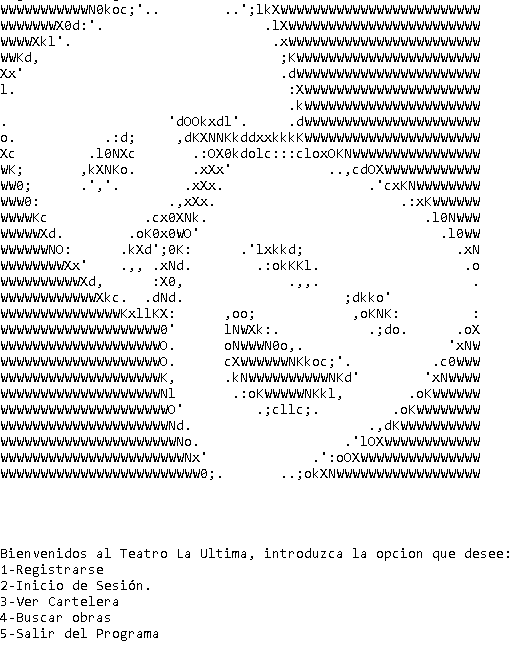 Bienvenidos al Teatro La Ultima, introduzca la opcion que desee:
1-Registrarse
2-Inicio de Sesión.
3-Ver Cartelera
4-Buscar obras
5-Salir del Programa